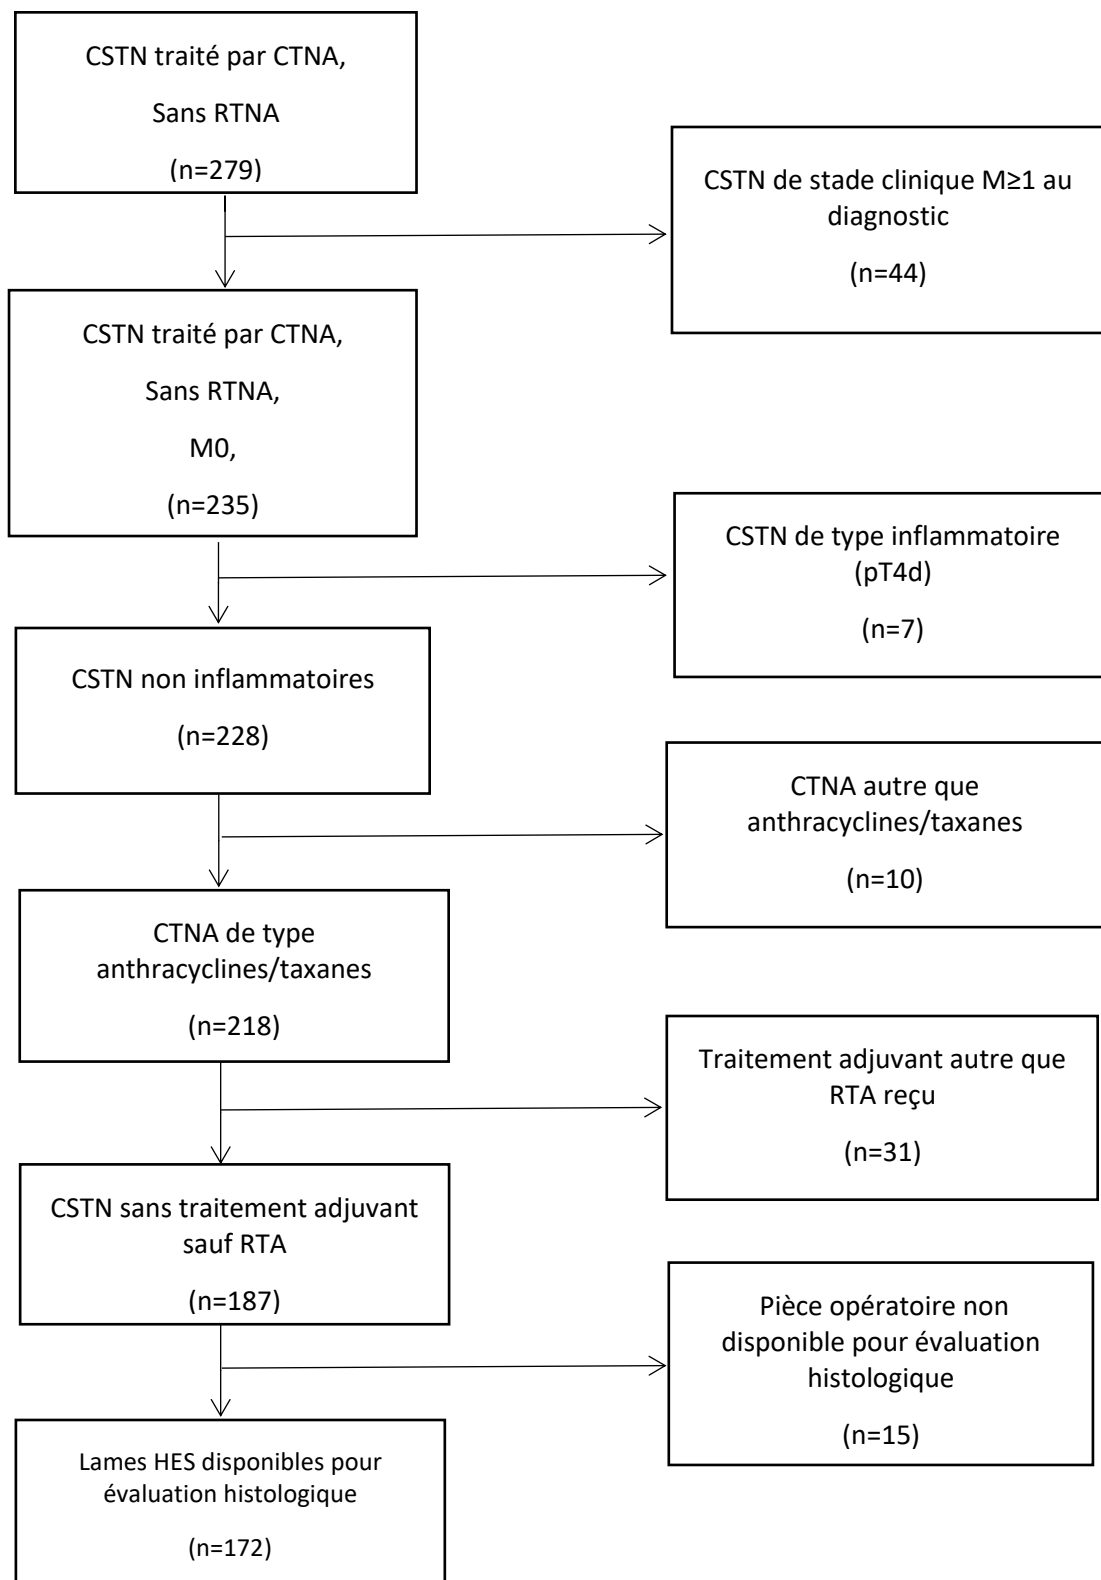 CSTN traité par CTNA,
Sans RTNA
(n=279)
CSTN de stade clinique M≥1 au
diagnostic
(n=44)
CSTN traité par CTNA,
Sans RTNA,
M0,
(n=235)
CSTN de type inflammatoire
(pT4d)
(n=7)
CSTN non inflammatoires
(n=228)
CTNA autre que
anthracyclines/taxanes
(n=10)
CTNA de type
anthracyclines/taxanes
(n=218)
Traitement adjuvant autre que
RTA reçu
(n=31)
CSTN sans traitement adjuvant
sauf RTA
(n=187)
Pièce opératoire non
disponible pour évaluation
histologique
(n=15)
Lames HES disponibles pour
évaluation histologique
(n=172)